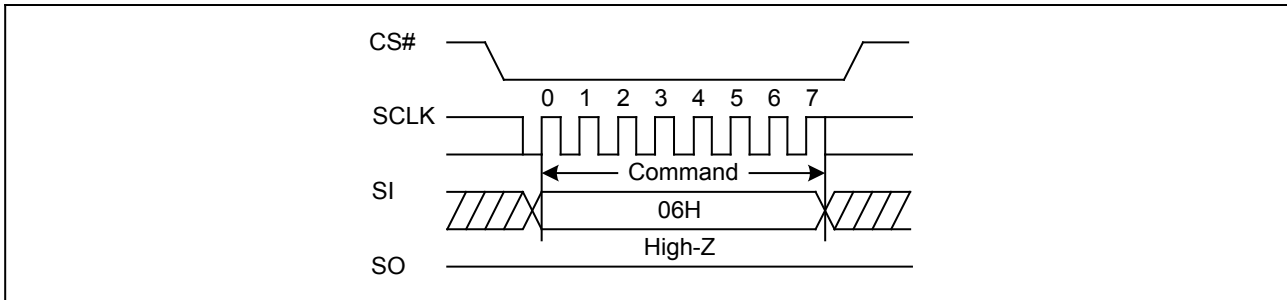 CS#
0 1 2 3 4 5 6 7
SCLK
Command
SI
06H
High-Z
SO